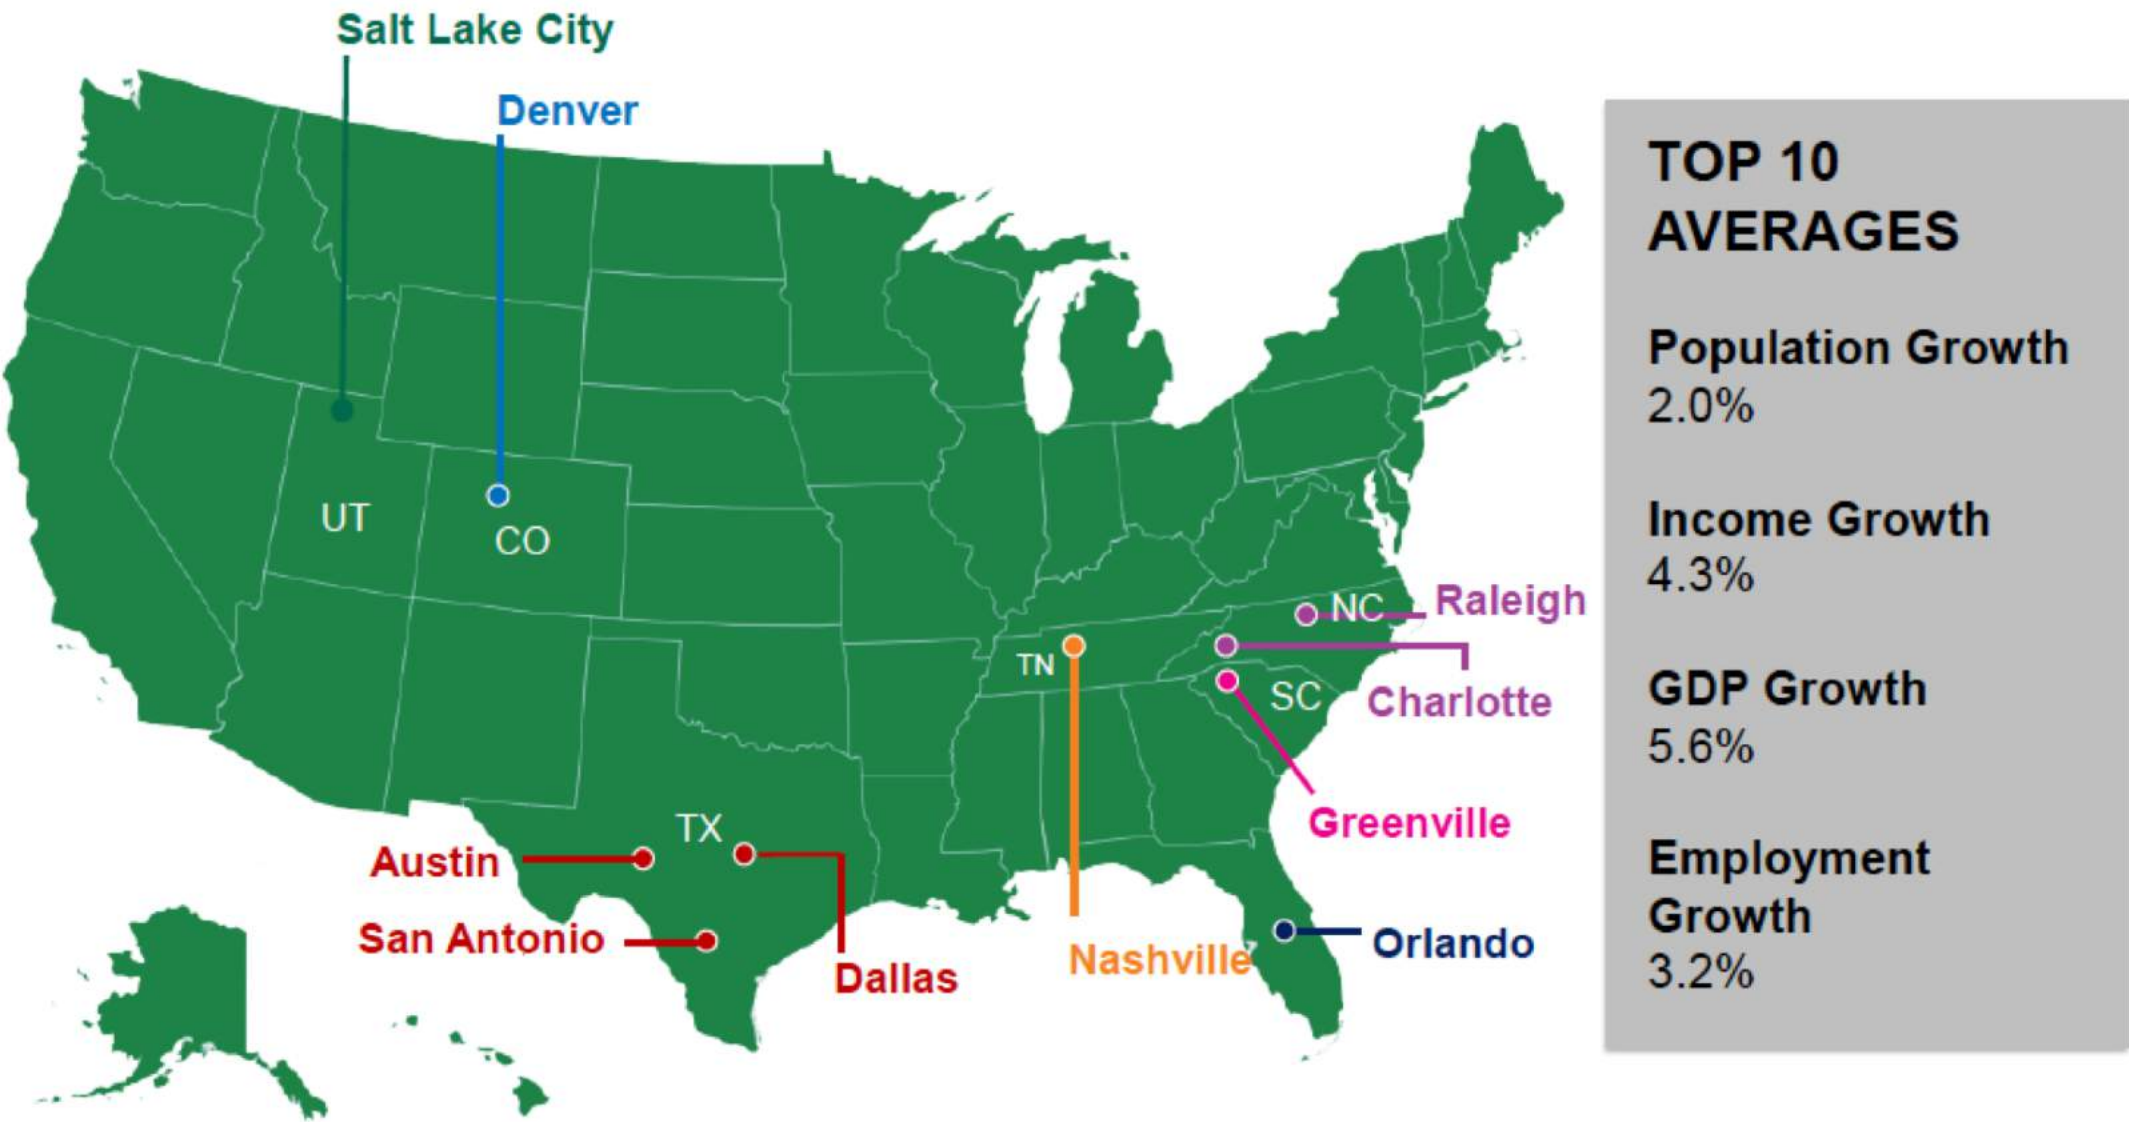 Salt Lake City
Denver
UT
CO
NC
Raleigh
TN
SC
Charlotte
Greenville
TX
Austin
San Antonio
Dallas
Nashville
Orlando
TOP 10
AVERAGES
Population Growth
2.0%
Income Growth
4.3%
GDP Growth
5.6%
Employment
Growth
3.2%